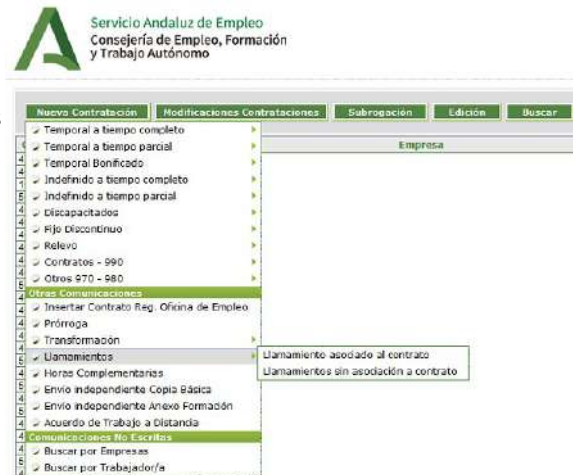 Servicio Andaluz de Empleo
Consejería de Empleo, Formación
y Trabajo Autónomo
Nueva Contratación Modificaciones Contrataciones Subrogación Edición Buscar
Temporal a tiempo completo
Empresa
Temporal a tiempo parcial
Temporal Bonificado
Indefinido a tiempo completo
Indefinido a tiempo parcial
Discapacitados
Fijo Discontinuo
Relevo
Contratos - 990
Otros 970 - 980
Otras Comunicaciones
Insertar Contrato Reg. Oficina de Empleo
Prórroga
Transformación
Llamamientos
Llamamiento asociado al contrato
Llamamientos sin asociación a contrato
Horas Complementarias
Envío independiente Copia Básica
Envío independiente Anexo Formación
Acuerdo de Trabajo a Distancia
Comunicaciones No Escritas
Buscar por Empresas
Buscar por Trabajador/a